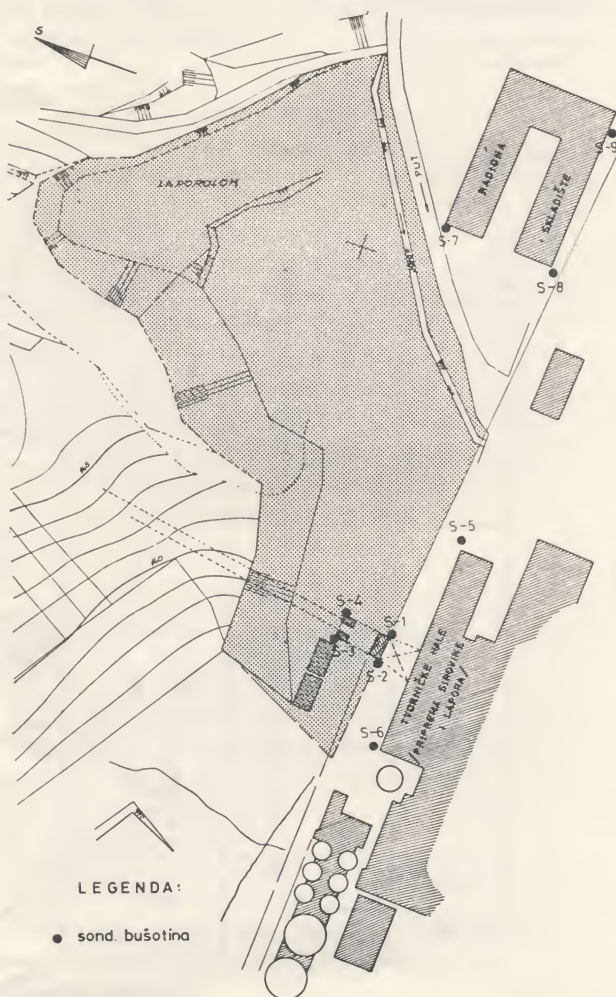 S
LAPOROLOM
PUT
RADIONA
SKLADIŠTE
S-9
S-7
S-8
S-5
S-4
S-1
S-3
S-2
TVORNIČKE HALE
/PRIPREMA SIROVINE
- LAPORA/
S-6
LEGENDA:
● sond. bušotina